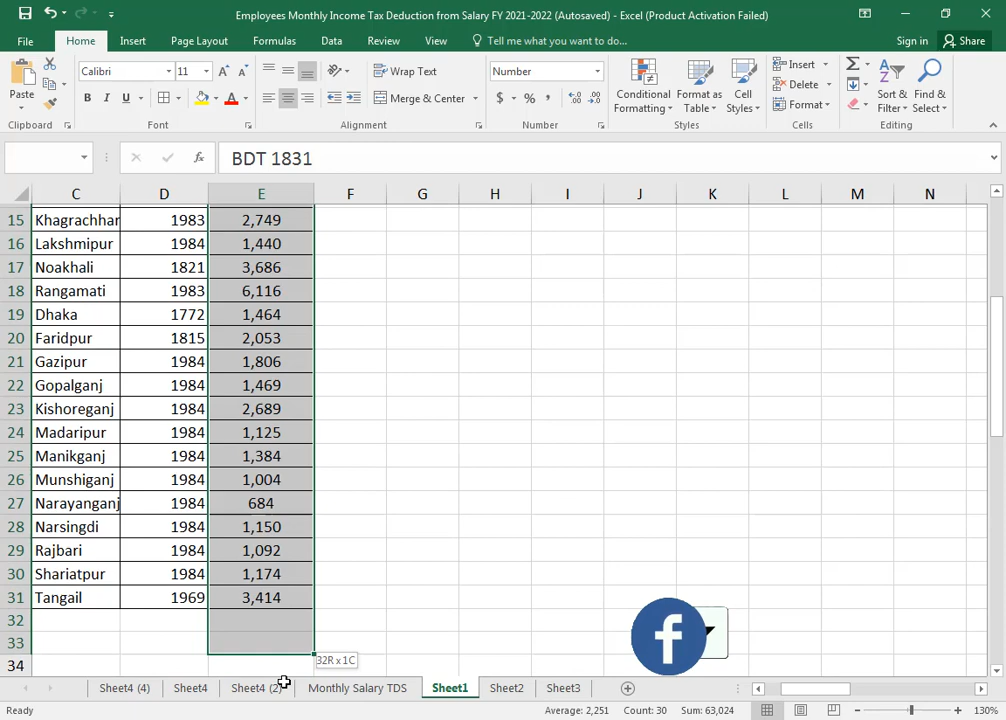 Employees Monthly Income Tax Deduction from Salary FY 2021-2022 (Autosaved) - Excel (Product Activation Failed)
File Home Insert Page Layout Formulas Data Review View Tell me what you want to do... Sign in Share
Calibri 11 Wrap Text Number Insert Σ
Paste B I U A Merge & Center $ % Conditional Formatting Format as Table Cell Styles Delete Format Sort & Filter Find & Select
Clipboard Font Alignment Number Styles Cells Editing
fx BDT 1831
C D E F G H I J K L M N
15 Khagrachhar 1983 2,749
16 Lakshmipur 1984 1,440
17 Noakhali 1821 3,686
18 Rangamati 1983 6,116
19 Dhaka 1772 1,464
20 Faridpur 1815 2,053
21 Gazipur 1984 1,806
22 Gopalganj 1984 1,469
23 Kishoreganj 1984 2,689
24 Madaripur 1984 1,125
25 Manikganj 1984 1,384
26 Munshiganj 1984 1,004
27 Narayanganj 1984 684
28 Narsingdi 1984 1,150
29 Rajbari 1984 1,092
30 Shariatpur 1984 1,174
31 Tangail 1969 3,414
32
33
34 32R x 1C
f
Sheet4 (4) Sheet4 Sheet4 (2) Monthly Salary TDS Sheet1 Sheet2 Sheet3
Ready Average: 2,251 Count: 30 Sum: 63,024 130%